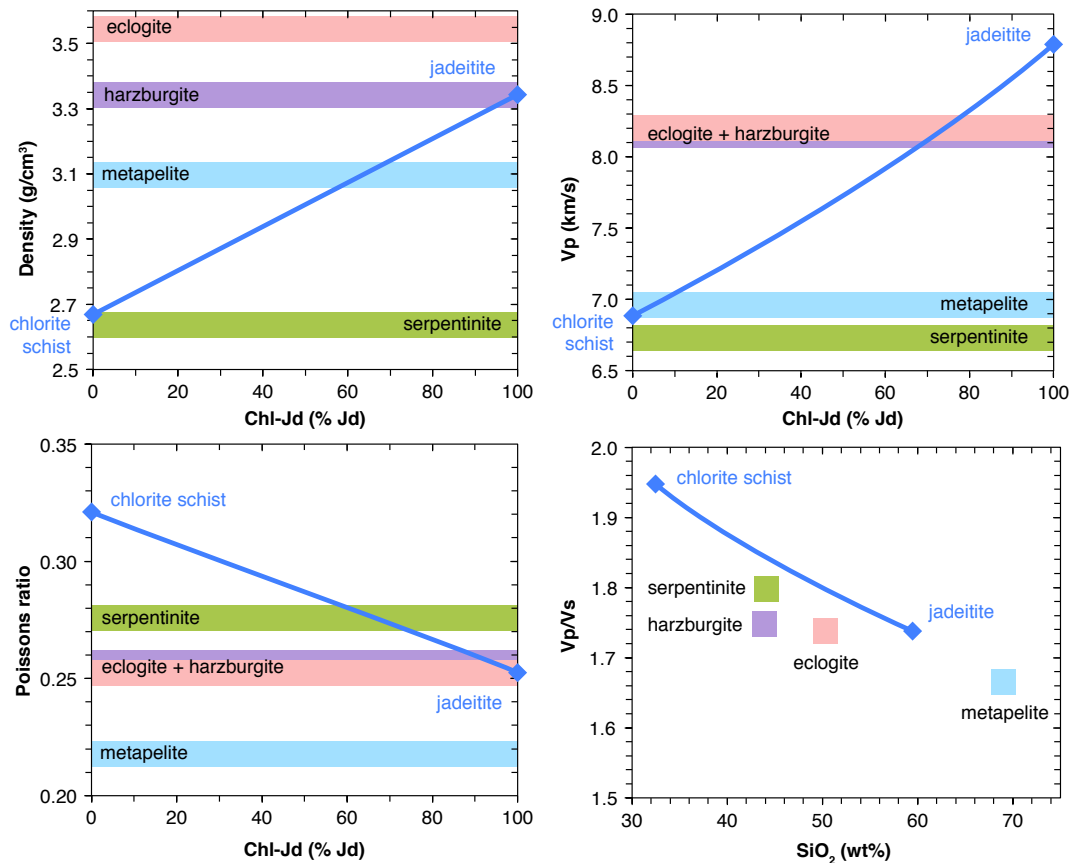 3.5
3.3
3.1
2.9
2.7
2.5
Density (g/cm³)
eclogite
jadeitite
harzburgite
metapelite
chlorite
schist
serpentinite
0
20
40
60
80
100
Chl-Jd (% Jd)
9.0
8.5
8.0
7.5
7.0
6.5
Vp (km/s)
jadeitite
eclogite + harzburgite
metapelite
chlorite
schist
serpentinite
0
20
40
60
80
100
Chl-Jd (% Jd)
0.35
0.30
0.25
0.20
Poissons ratio
chlorite schist
serpentinite
eclogite + harzburgite
jadeitite
metapelite
0
20
40
60
80
100
Chl-Jd (% Jd)
2.0
1.9
1.8
1.7
1.6
1.5
Vp/Vs
chlorite schist
serpentinite
harzburgite
jadeitite
eclogite
metapelite
30
40
50
60
70
SiO₂ (wt%)